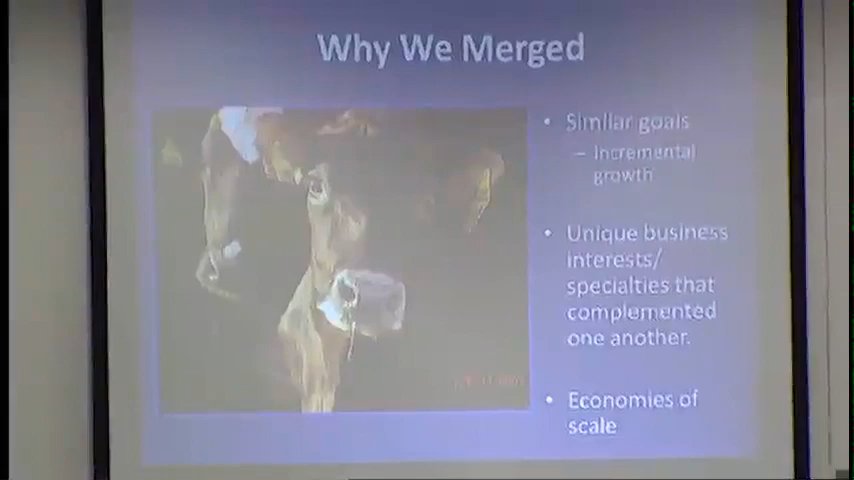 Why We Merged
• Similar goals
– Incremental
growth
• Unique business
interests/
specialties that
complemented
one another.
• Economies of
scale